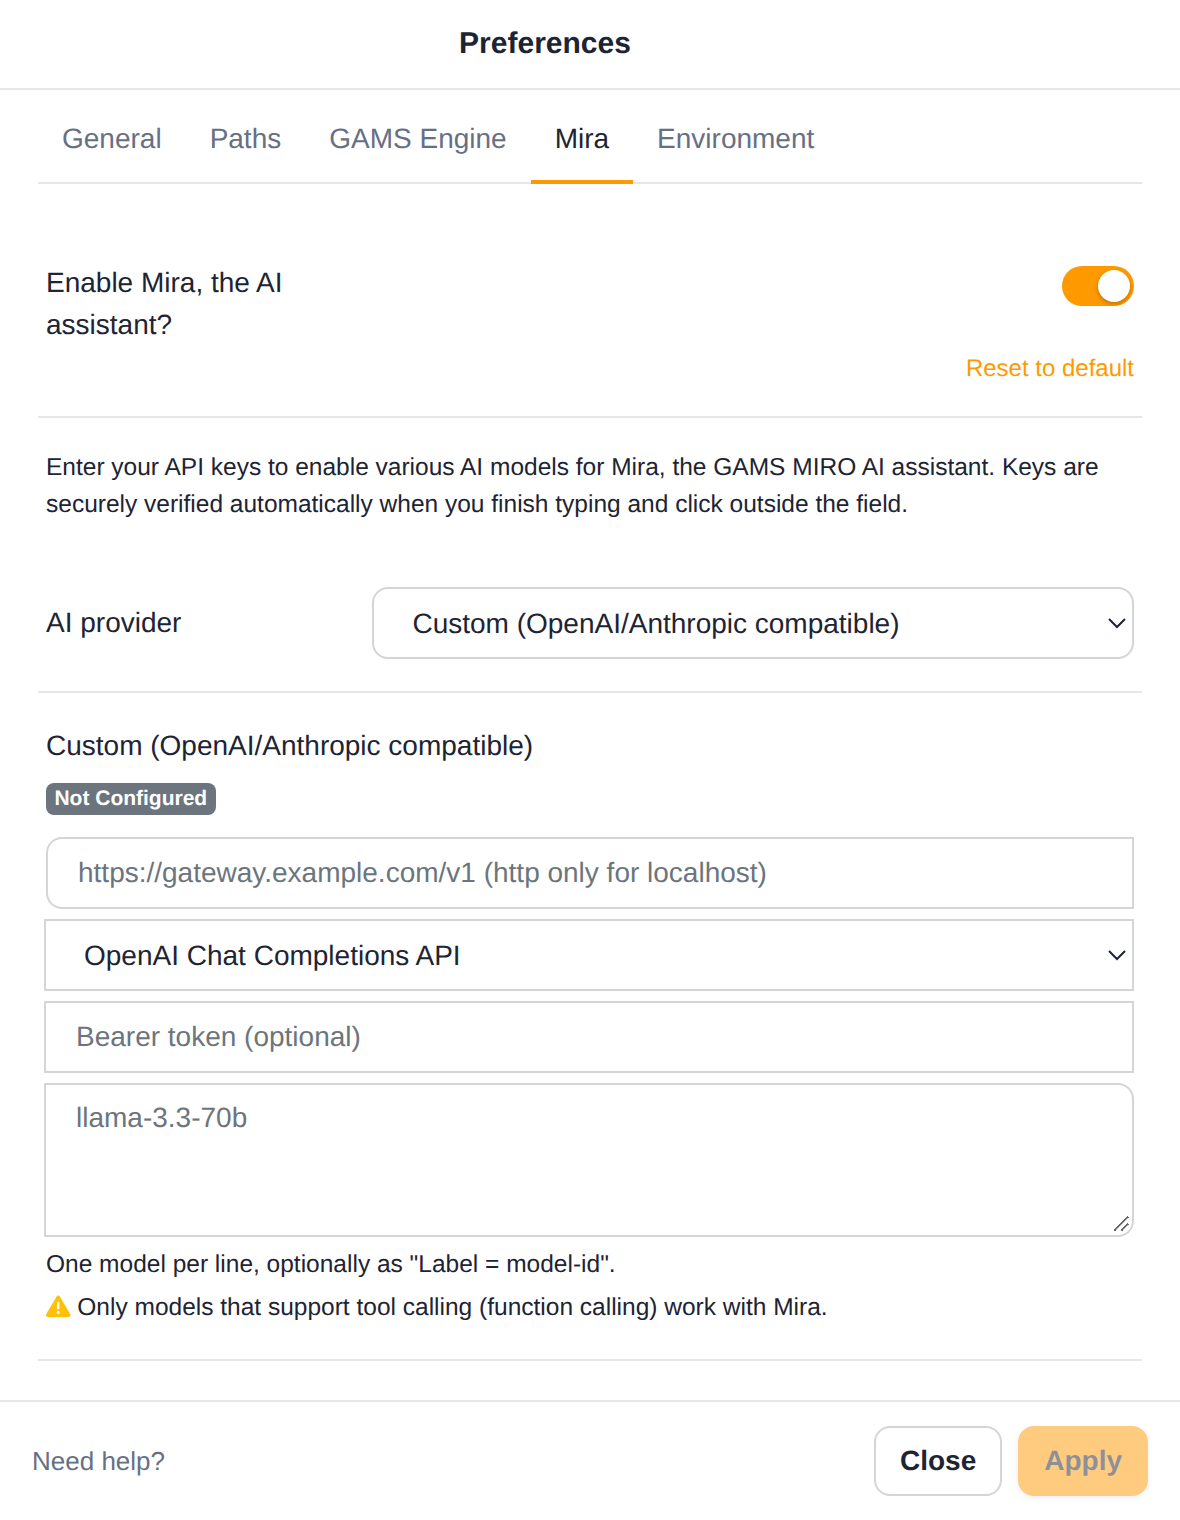 Preferences
General Paths GAMS Engine Mira Environment
Enable Mira, the AI
assistant?
Reset to default
Enter your API keys to enable various AI models for Mira, the GAMS MIRO AI assistant. Keys are
securely verified automatically when you finish typing and click outside the field.
AI provider
Custom (OpenAI/Anthropic compatible)
Custom (OpenAI/Anthropic compatible)
Not Configured
https://gateway.example.com/v1 (http only for localhost)
OpenAI Chat Completions API
Bearer token (optional)
llama-3.3-70b
One model per line, optionally as "Label = model-id".
Only models that support tool calling (function calling) work with Mira.
Need help?
Close
Apply